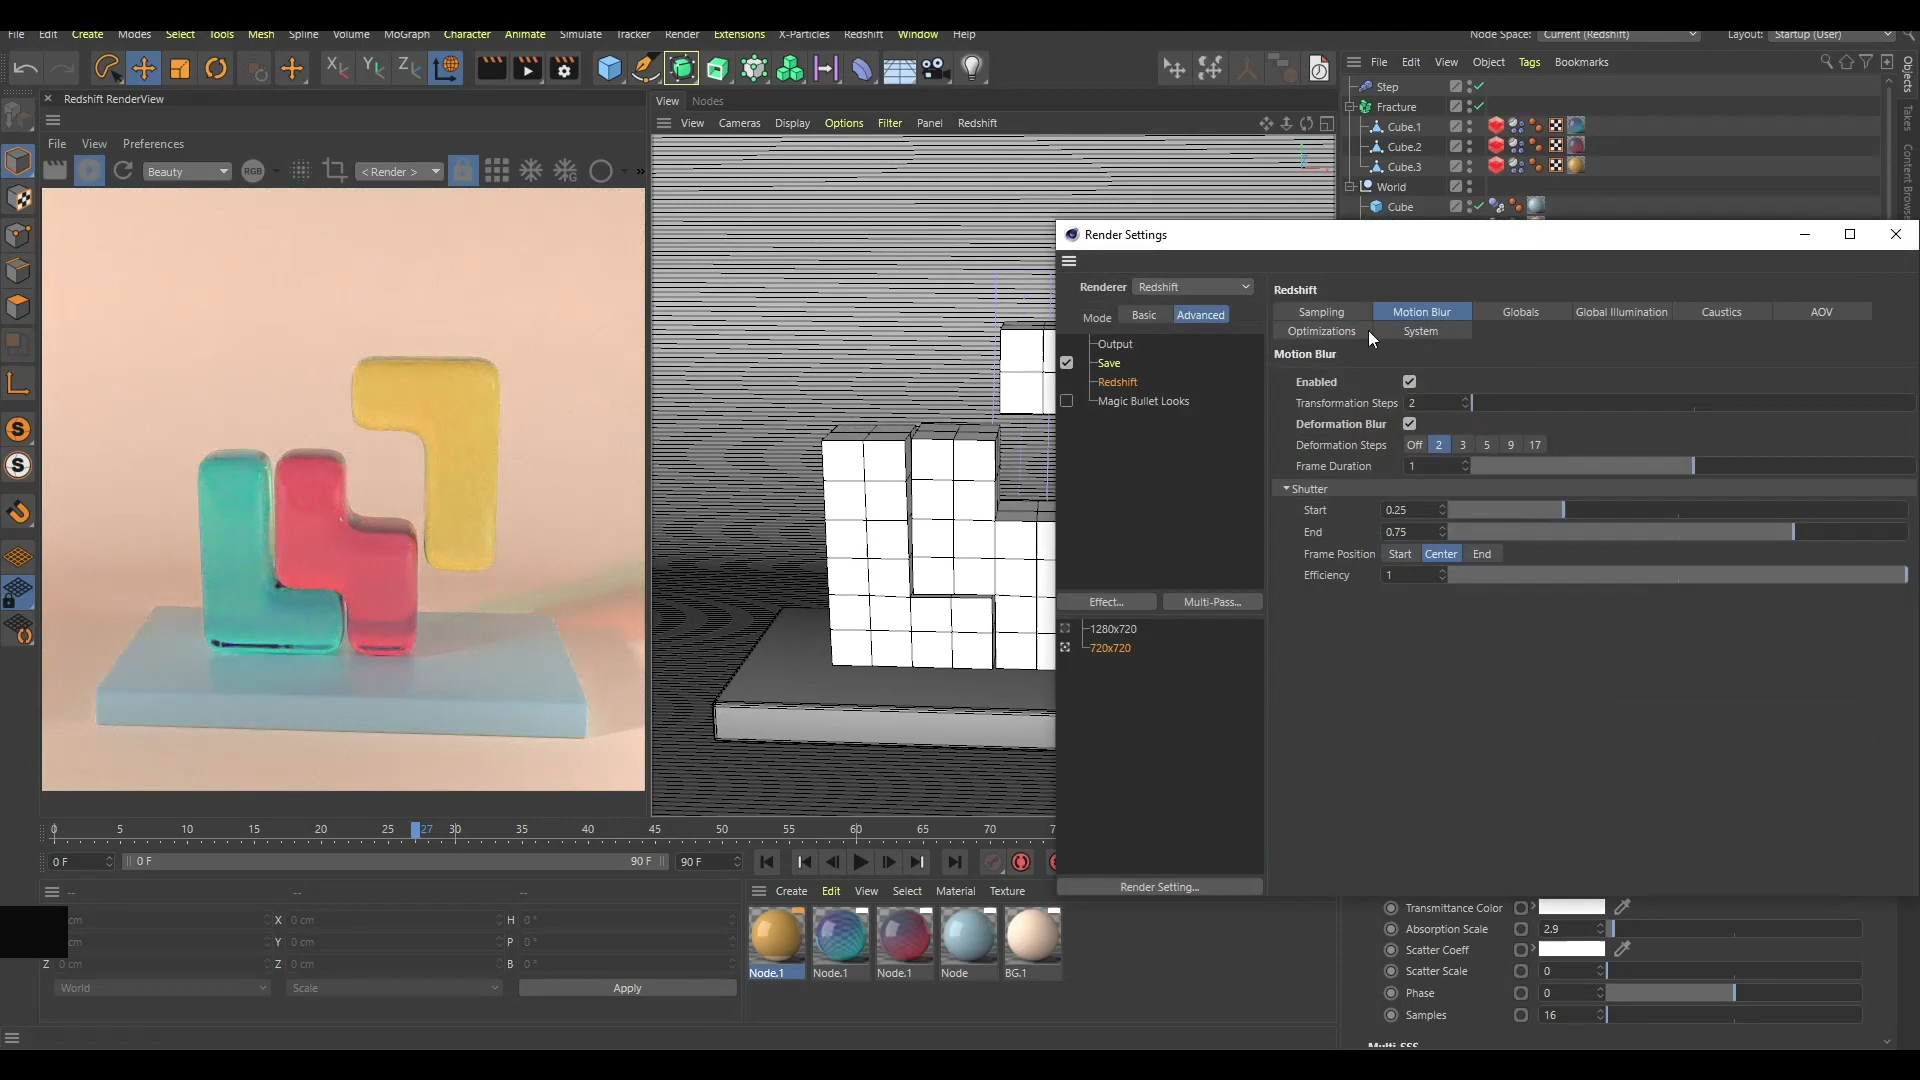 File Edit Create Modes Select Tools Mesh Spline Volume MoGraph Character Animate Simulate Tracker Render Extensions X-Particles Redshift Window Help
Node Space: Current (Redshift) Layout: Startup (User)
File Edit View Object Tags Bookmarks
Objects
Takes
Content Browser
Redshift RenderView
File View Preferences
Beauty RGB < Render >
View Nodes
View Cameras Display Options Filter Panel Redshift
Step
Fracture
Cube.1
Cube.2
Cube.3
World
Cube
Render Settings
Renderer Redshift
Mode Basic Advanced
Output
Save
Redshift
Magic Bullet Looks
Effect... Multi-Pass...
1280x720
720x720
Render Setting...
Redshift
Sampling Motion Blur Globals Global Illumination Caustics AOV
Optimizations System
Motion Blur
Enabled
Transformation Steps 2
Deformation Blur
Deformation Steps Off 2 3 5 9 17
Frame Duration 1
Shutter
Start 0.25
End 0.75
Frame Position Start Center End
Efficiency 1
0 5 10 15 20 25 27 30 35 40 45 50 55 60 65 70
0 F 0 F 90 F 90 F
-- -- --
cm X 0 cm H 0 °
cm Y 0 cm P 0 °
Z 0 cm Z 0 cm B 0 °
World Scale Apply
Create Edit View Select Material Texture
Node.1 Node.1 Node.1 Node BG.1
Transmittance Color
Absorption Scale 2.9
Scatter Coeff
Scatter Scale 0
Phase 0
Samples 16
Multi-SSS